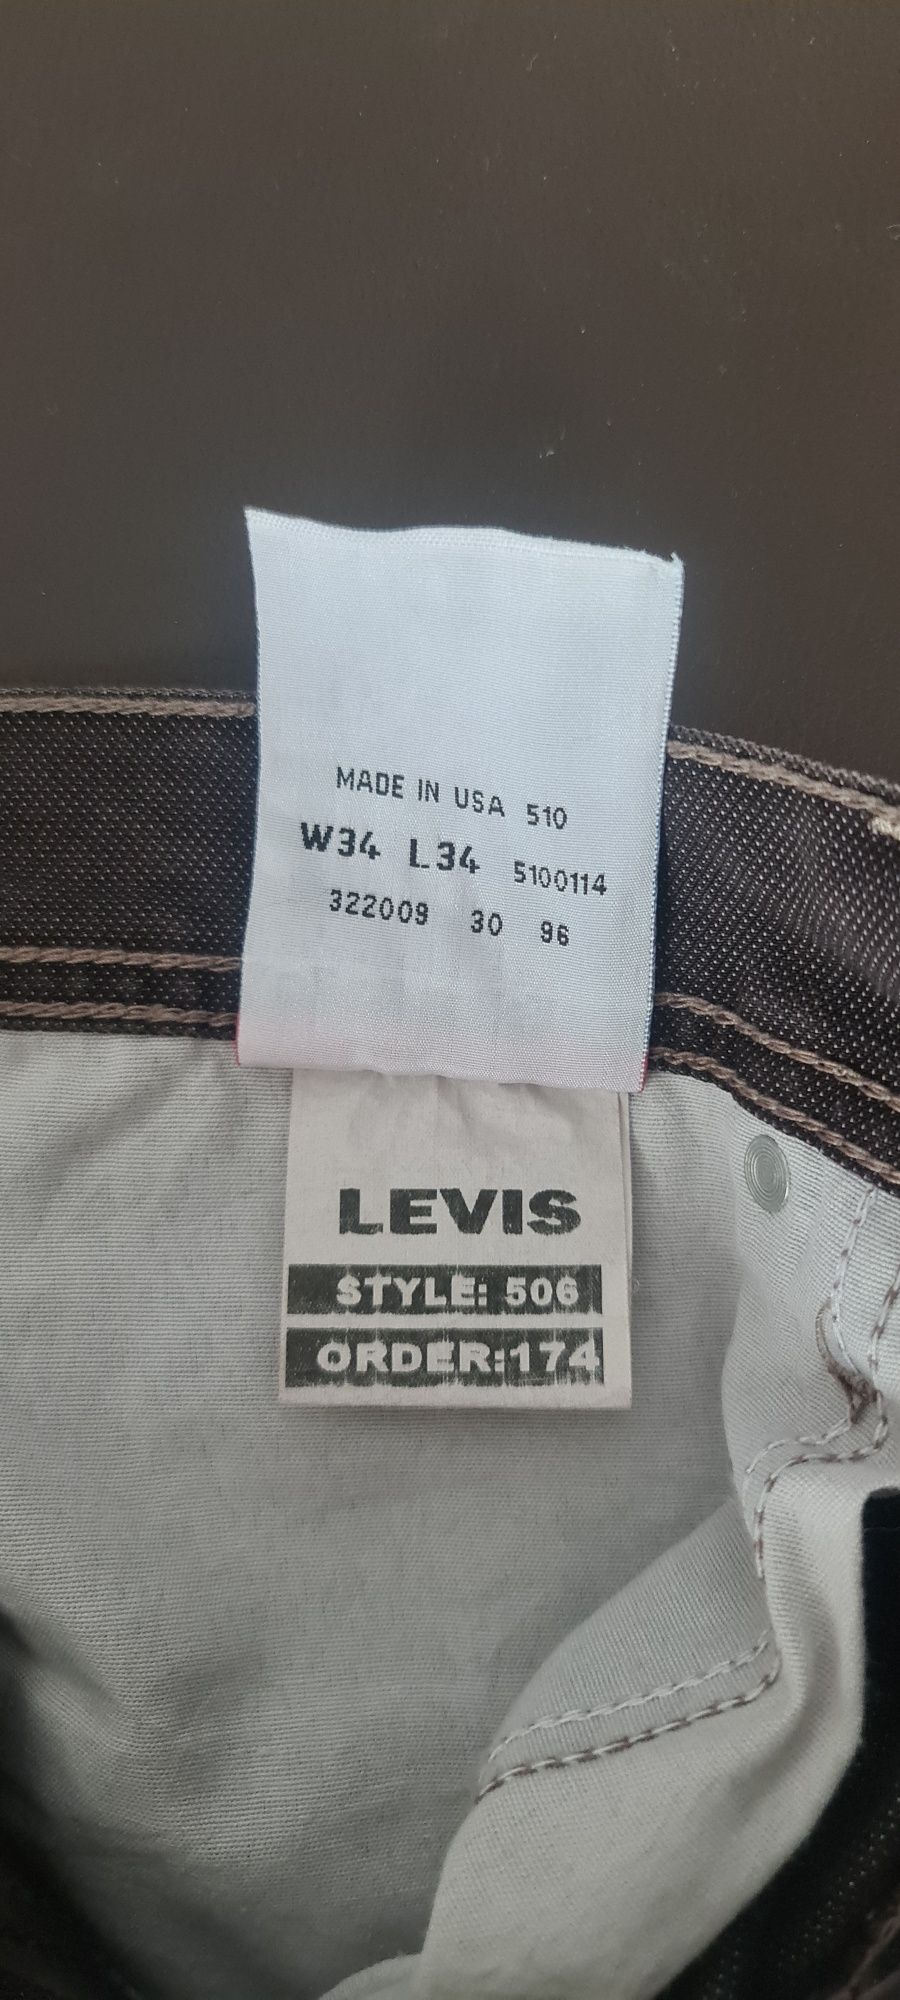 MADE IN USA 510
W34 L34 5100114
322009 30 96
LEVIS
STYLE: 506
ORDER:174